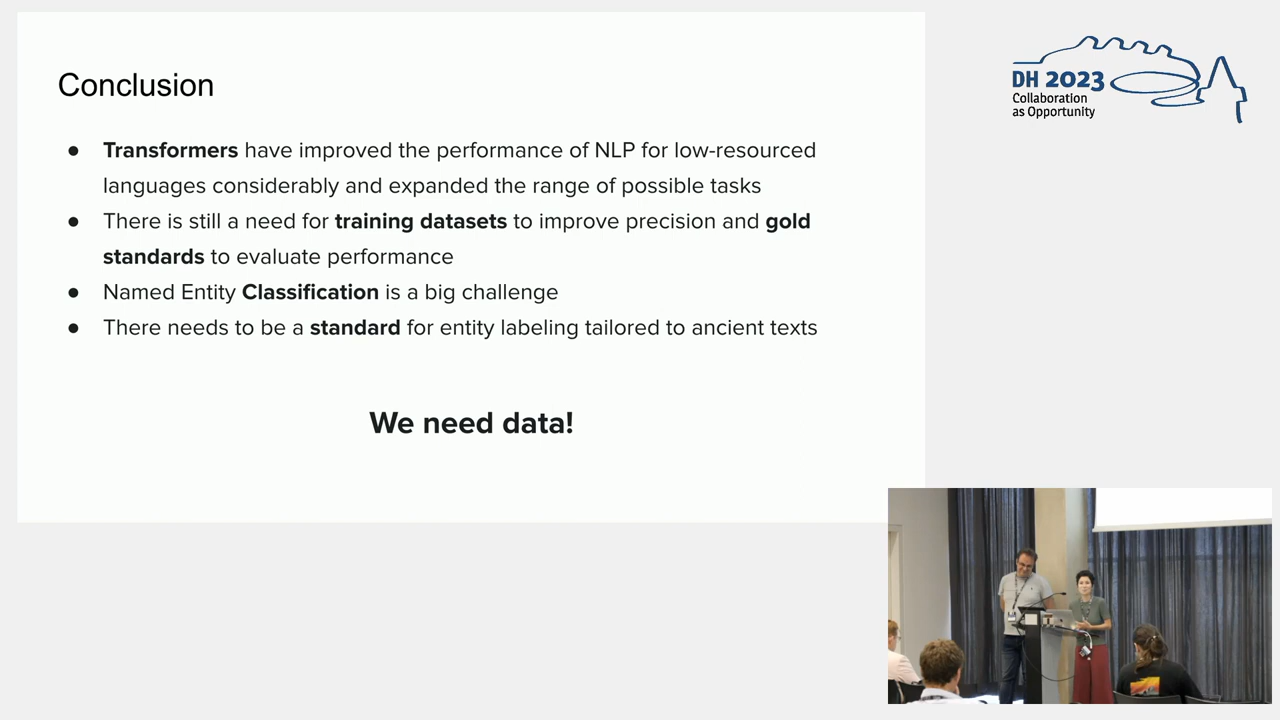 Conclusion
● Transformers have improved the performance of NLP for low-resourced
languages considerably and expanded the range of possible tasks
● There is still a need for training datasets to improve precision and gold
standards to evaluate performance
● Named Entity Classification is a big challenge
● There needs to be a standard for entity labeling tailored to ancient texts
We need data!
DH 2023
Collaboration
as Opportunity